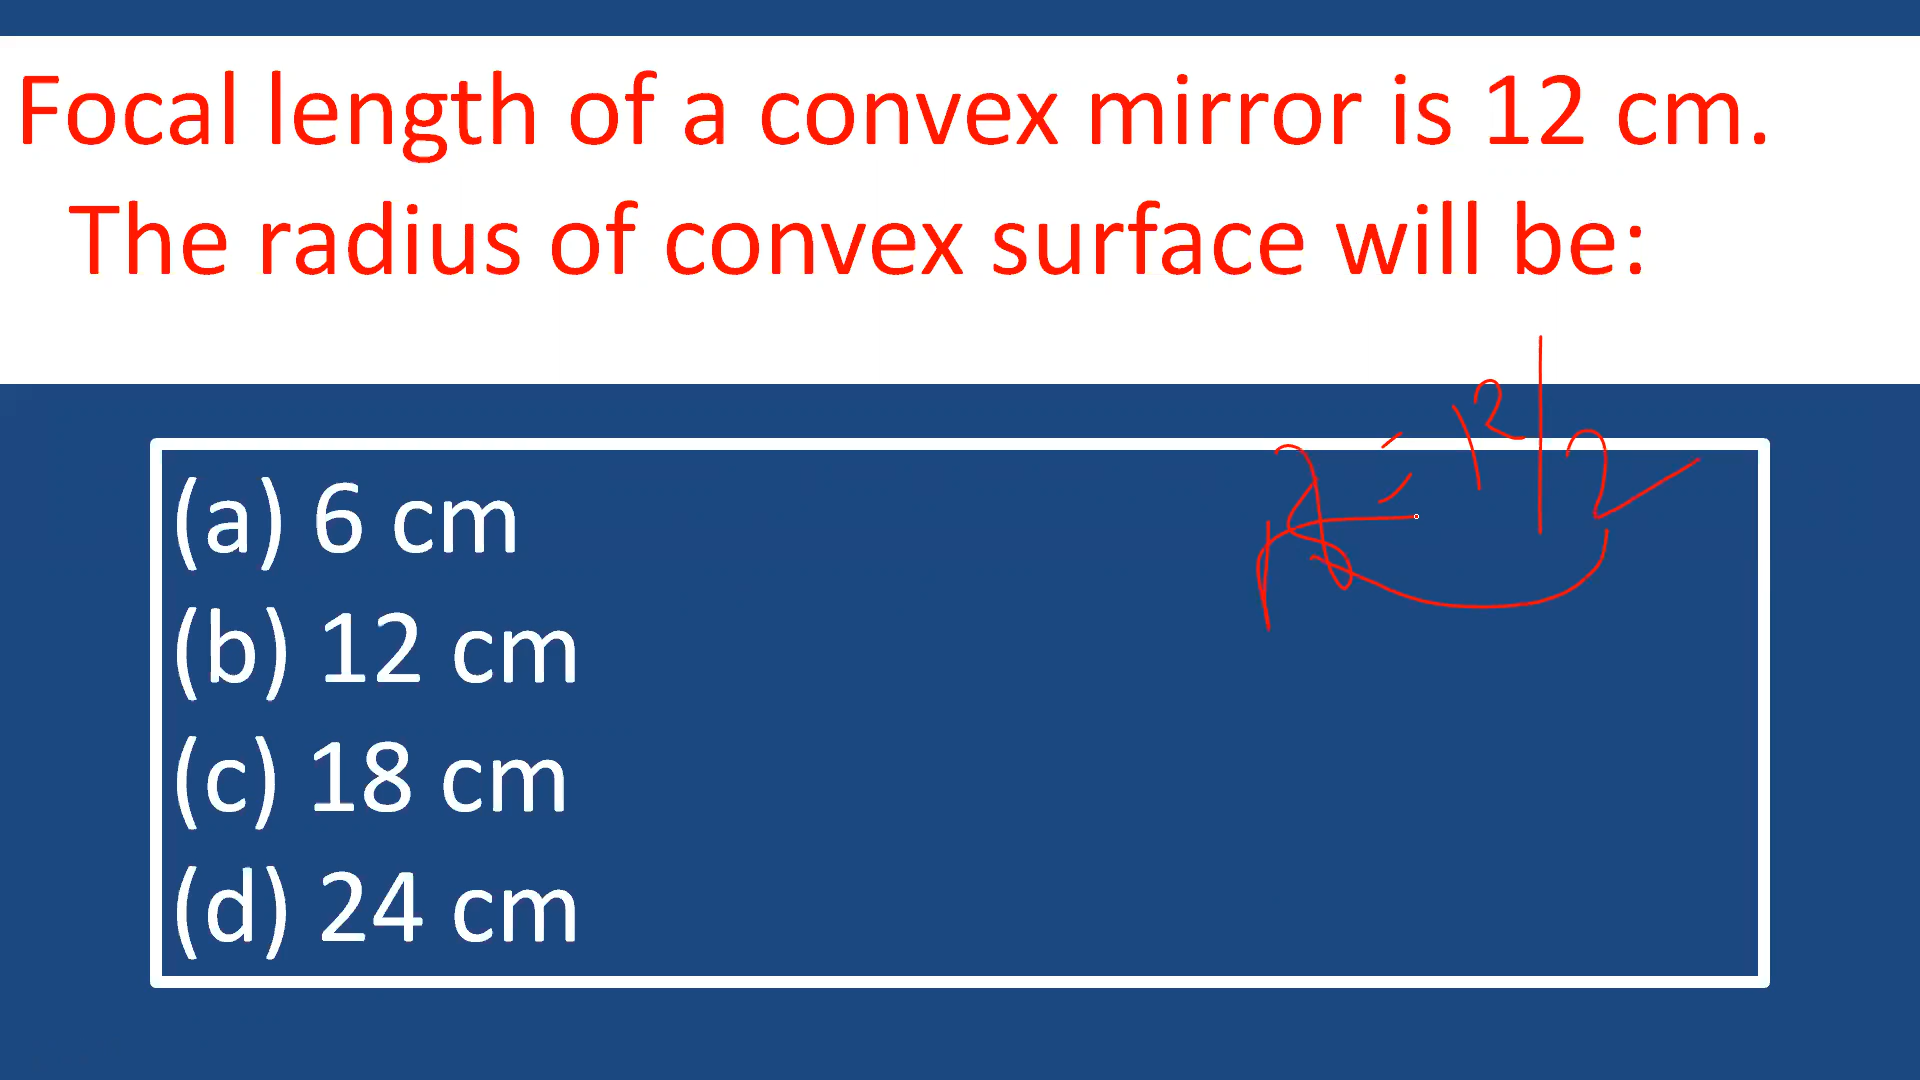 Focal length of a convex mirror is 12 cm.
The radius of convex surface will be:
(a) 6 cm
(b) 12 cm
(c) 18 cm
(d) 24 cm